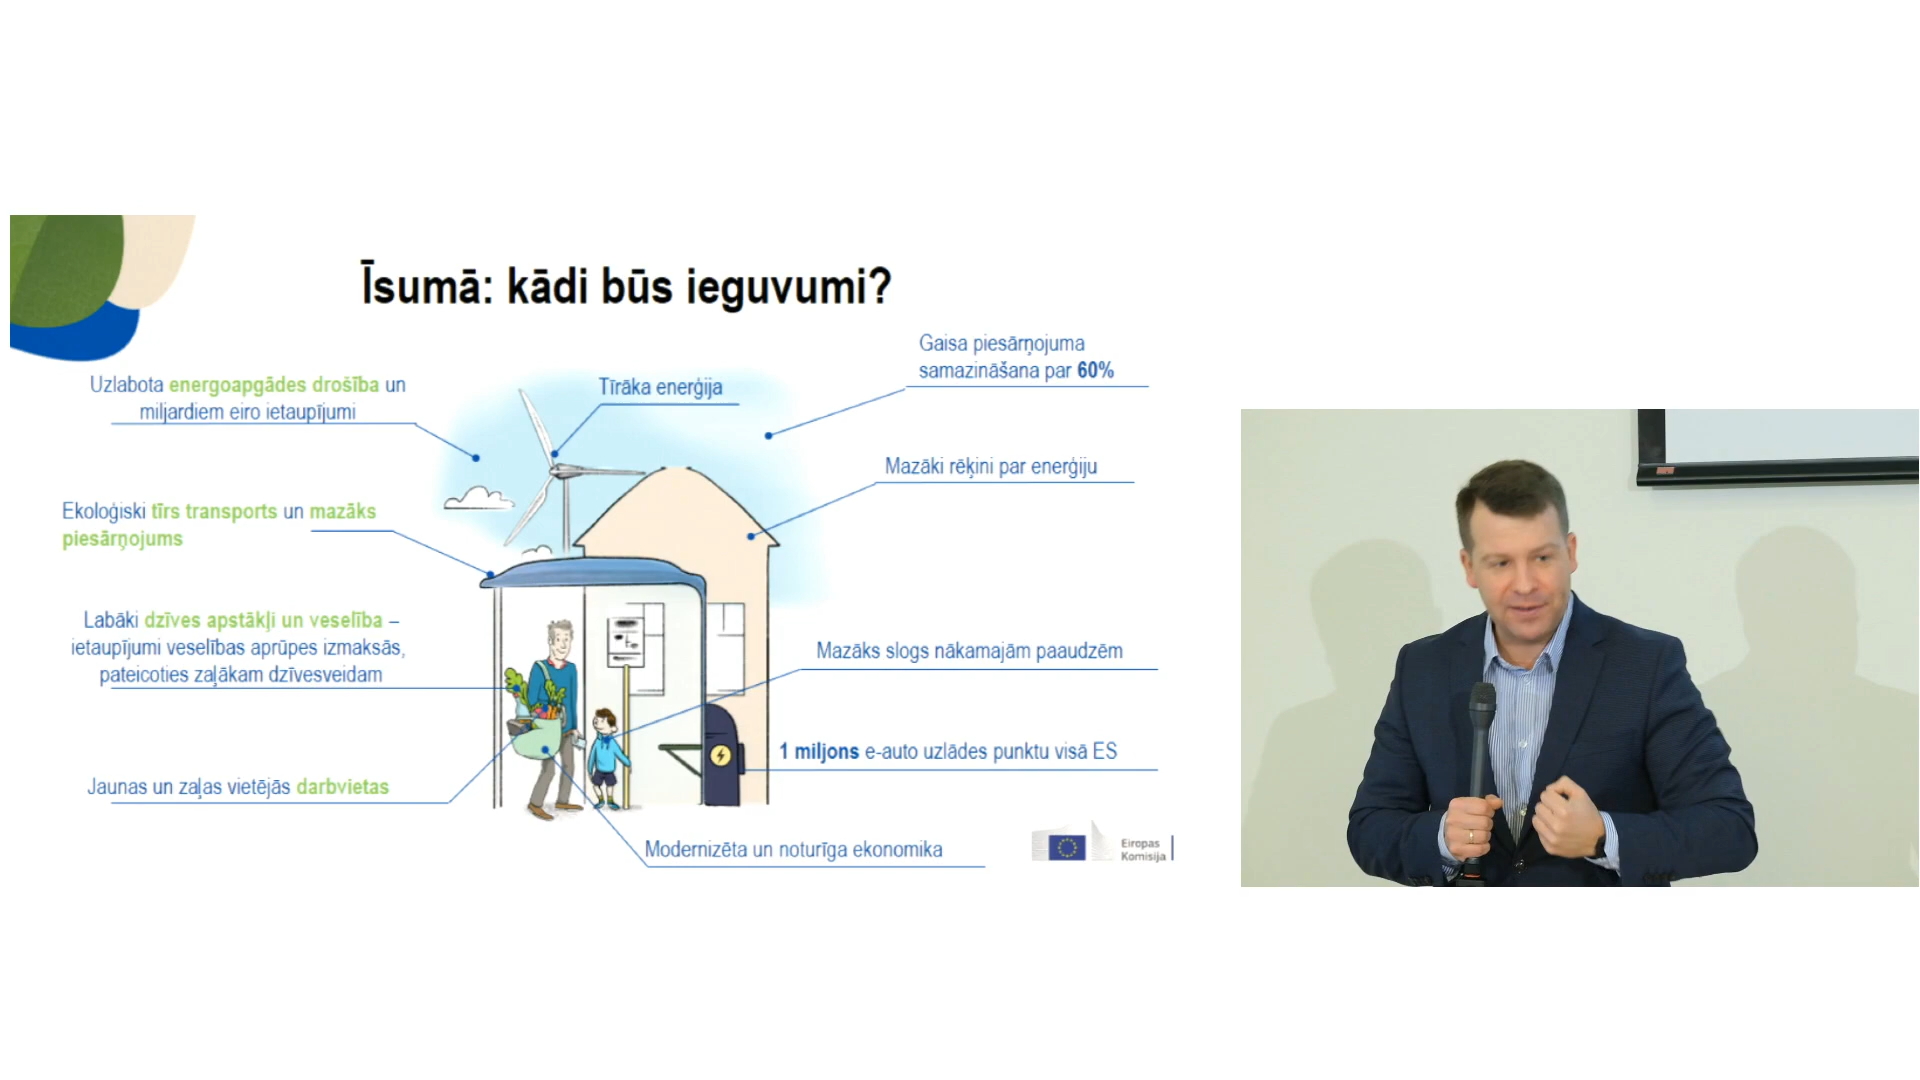 Īsumā: kādi būs ieguvumi?
Uzlabota energoapgādes drošība un
miljardiem eiro ietaupījumi
Tīrāka enerģija
Gaisa piesārņojuma
samazināšana par 60%
Mazāki rēķini par enerģiju
Ekoloģiski tīrs transports un mazāks
piesārņojums
Labāki dzīves apstākļi un veselība –
ietaupījumi veselības aprūpes izmaksās,
pateicoties zaļākam dzīvesveidam
Mazāks slogs nākamajām paaudzēm
1 miljons e-auto uzlādes punktu visā ES
Jaunas un zaļas vietējās darbvietas
Modernizēta un noturīga ekonomika
Eiropas
Komisija